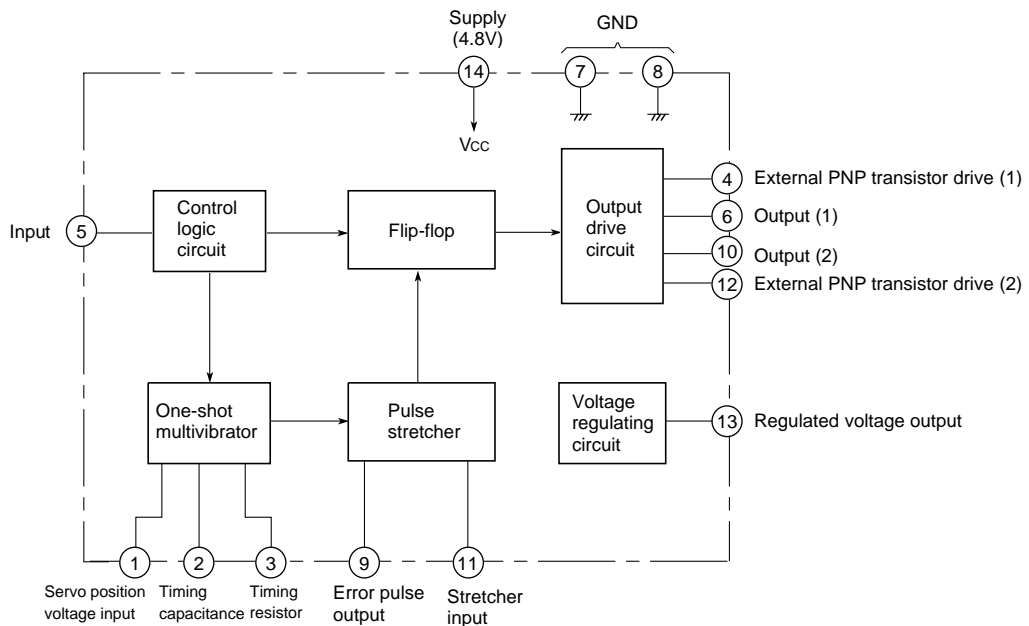 Supply
(4.8V)
GND
14
7
8
Vcc
4
External PNP transistor drive (1)
Input
5
Control
logic
circuit
Flip-flop
Output
drive
circuit
6
Output (1)
10
Output (2)
12
External PNP transistor drive (2)
One-shot
multivibrator
Pulse
stretcher
Voltage
regulating
circuit
13
Regulated voltage output
1
2
3
9
11
Servo position
voltage input
Timing
capacitance
Timing
resistor
Error pulse
output
Stretcher
input